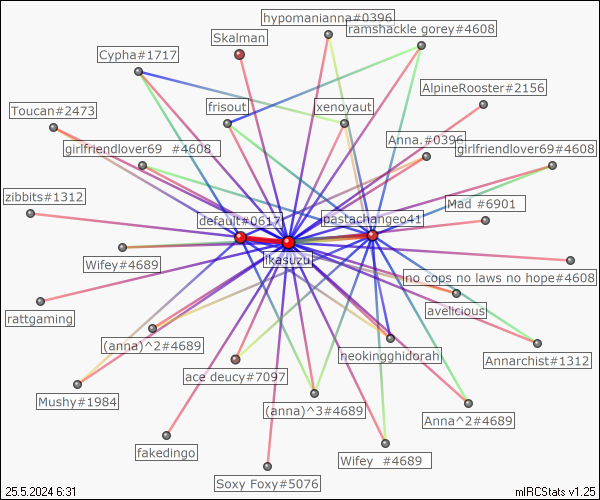 hypomanianna#0396
ramshackle gorey#4608
Skalman
Cypha#1717
AlpineRooster#2156
Toucan#2473
frisout
xenoyaut
Anna.#0396
girlfriendlover69  #4608
girlfriendlover69#4608
zibbits#1312
Mad #6901
default#0617
pastachangeo41
Ikasuzu
Wifey#4689
no cops no laws no hope#4608
rattgaming
avelicious
(anna)^2#4689
neokingghidorah
Annarchist#1312
ace deucy#7097
Mushy#1984
(anna)^3#4689
Anna^2#4689
fakedingo
Wifey  #4689
Soxy Foxy#5076
25.5.2024 6:31
mIRCStats v1.25